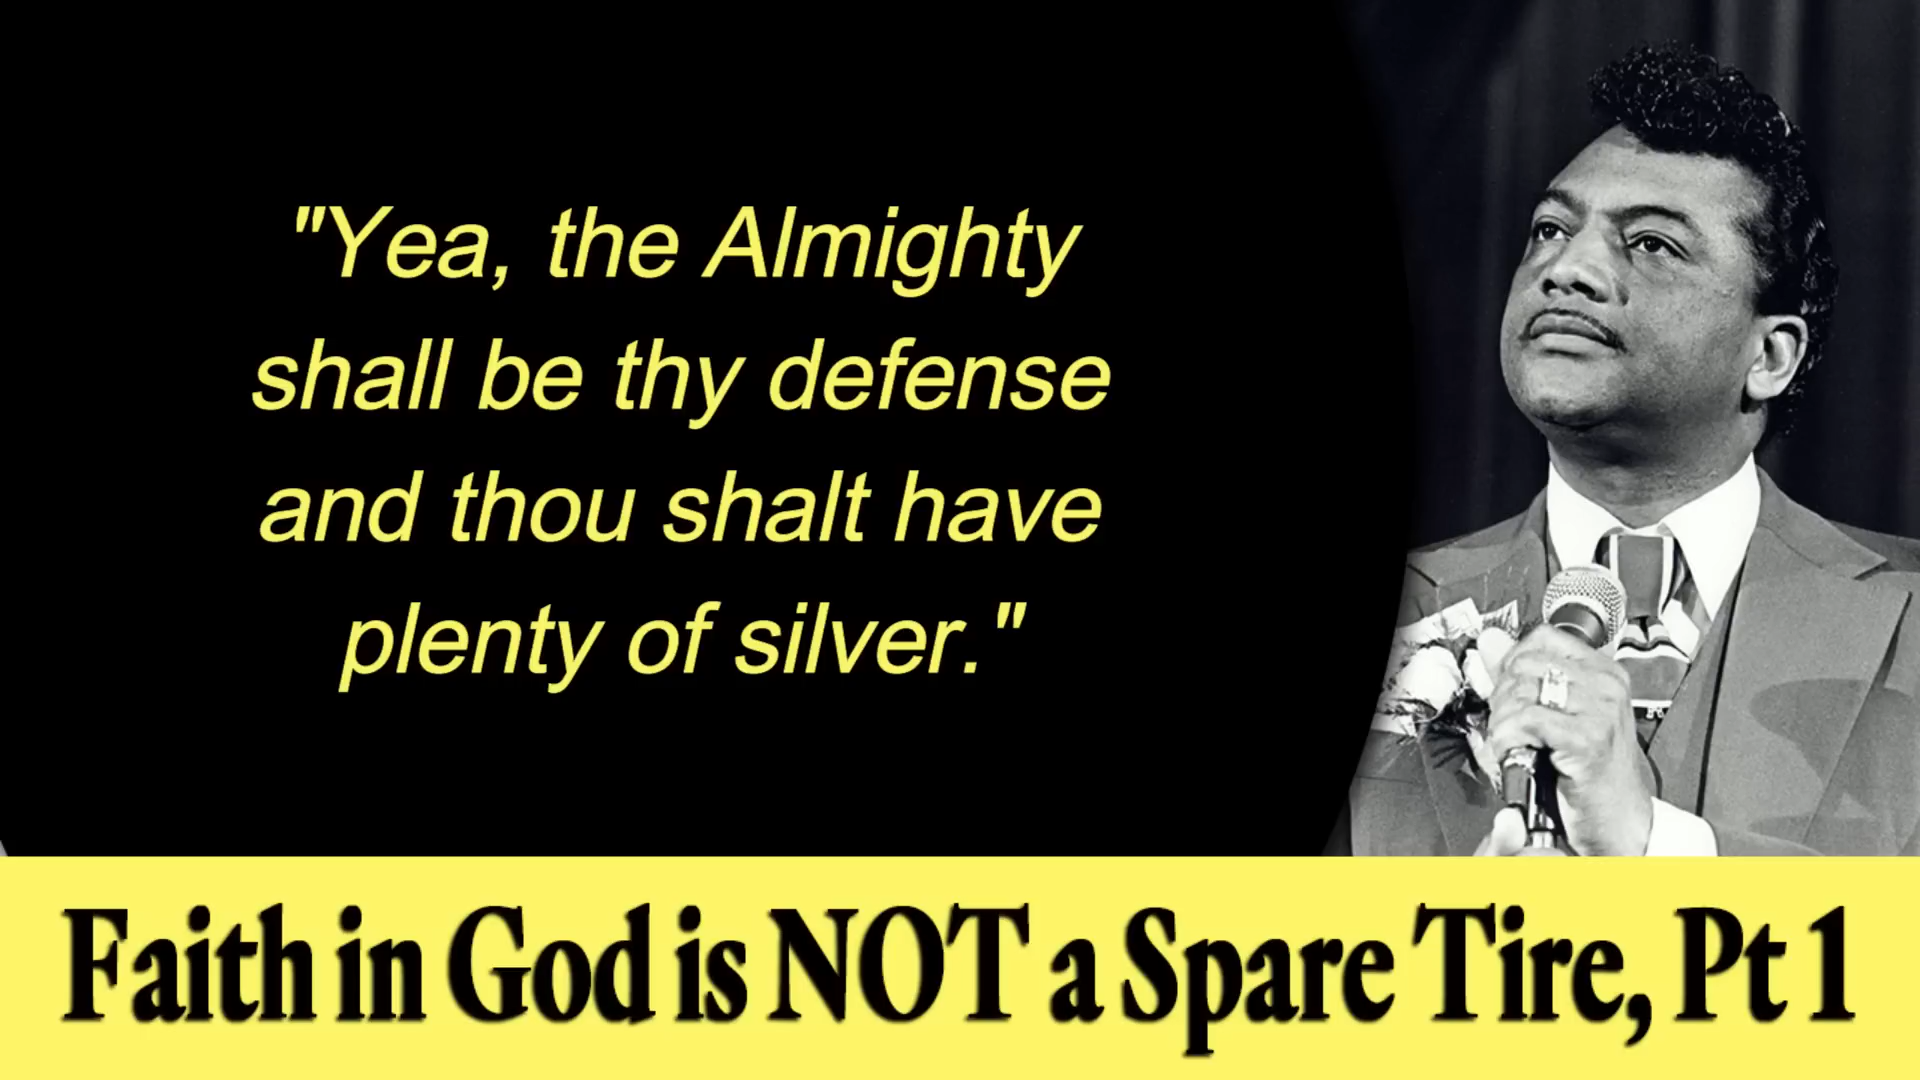 "Yea, the Almighty
shall be thy defense
and thou shalt have
plenty of silver."
Faith in God is NOT a Spare Tire, Pt 1